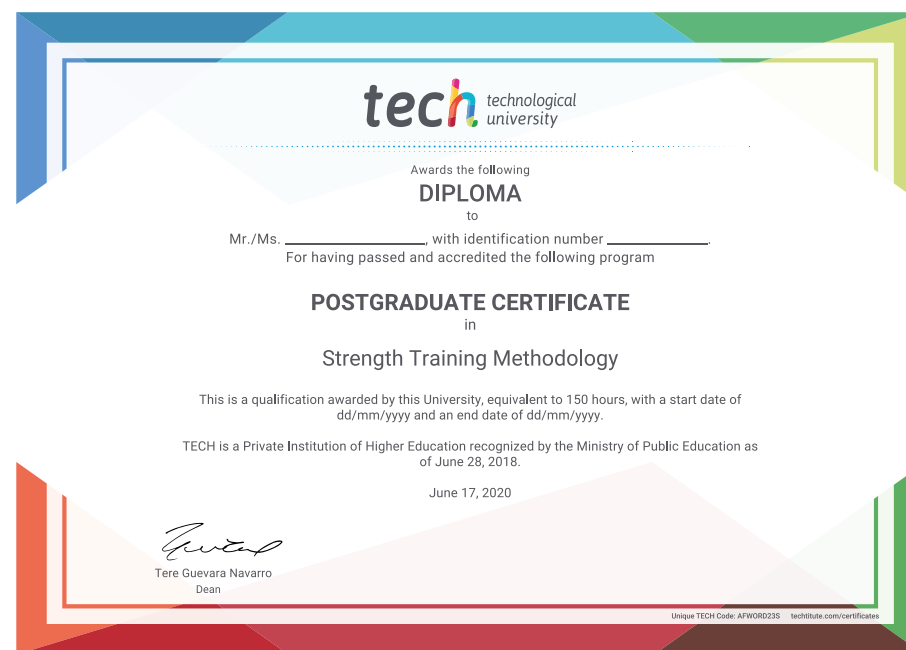 tech technological
university
Awards the following
DIPLOMA
to
Mr./Ms. ____________, with identification number ____________.
For having passed and accredited the following program
POSTGRADUATE CERTIFICATE
in
Strength Training Methodology
This is a qualification awarded by this University, equivalent to 150 hours, with a start date of
dd/mm/yyyy and an end date of dd/mm/yyyy.
TECH is a Private Institution of Higher Education recognized by the Ministry of Public Education as
of June 28, 2018.
June 17, 2020
Tere Guevara Navarro
Dean
Unique TECH Code: AFWORD23S techtitute.com/certificates